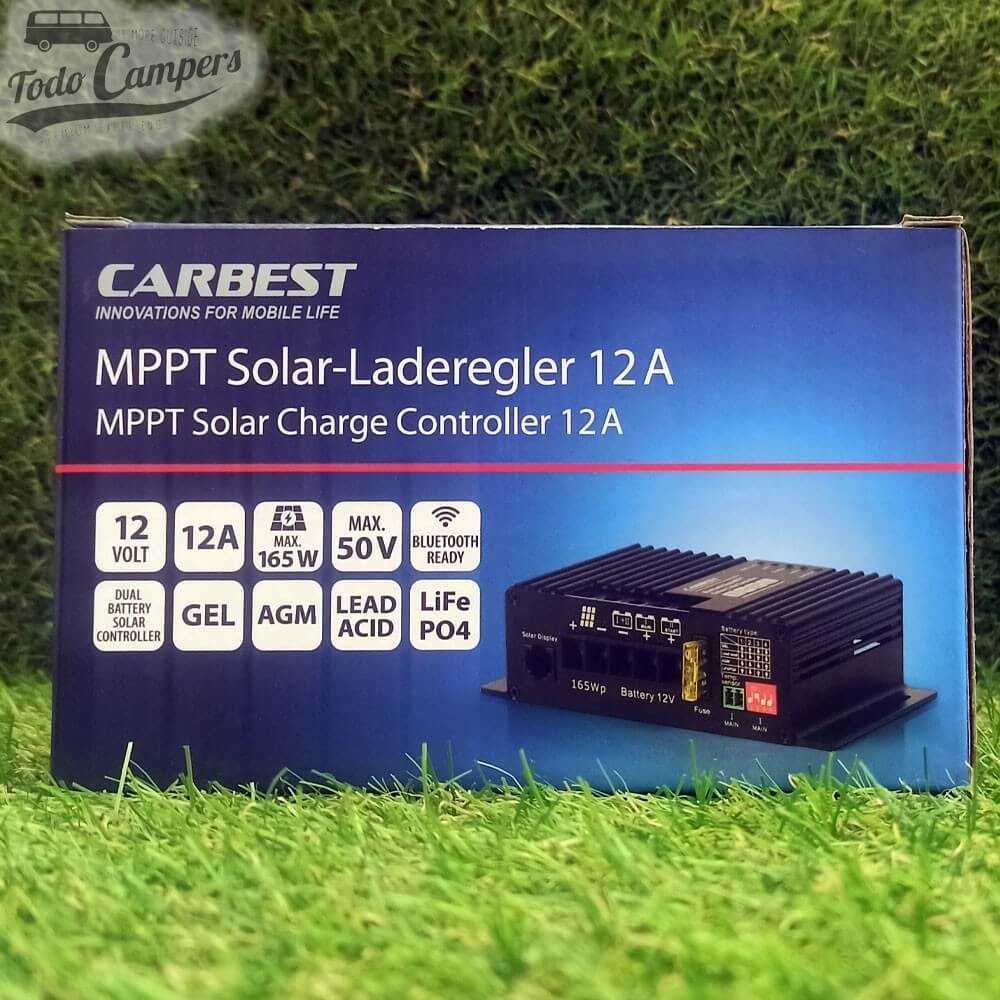 Todo Campers
CARBEST
INNOVATIONS FOR MOBILE LIFE
MPPT Solar-Laderegler 12 A
MPPT Solar Charge Controller 12 A
12
VOLT
12A
MAX.
165 W
MAX.
50 V
BLUETOOTH
READY
DUAL
BATTERY
SOLAR
CONTROLLER
GEL
AGM
LEAD
ACID
LiFe
PO4
Solar Display
+ − − + +
165Wp
Battery 12V
Fuse
Battery type:
Temp.
sensor
MAIN
MAIN